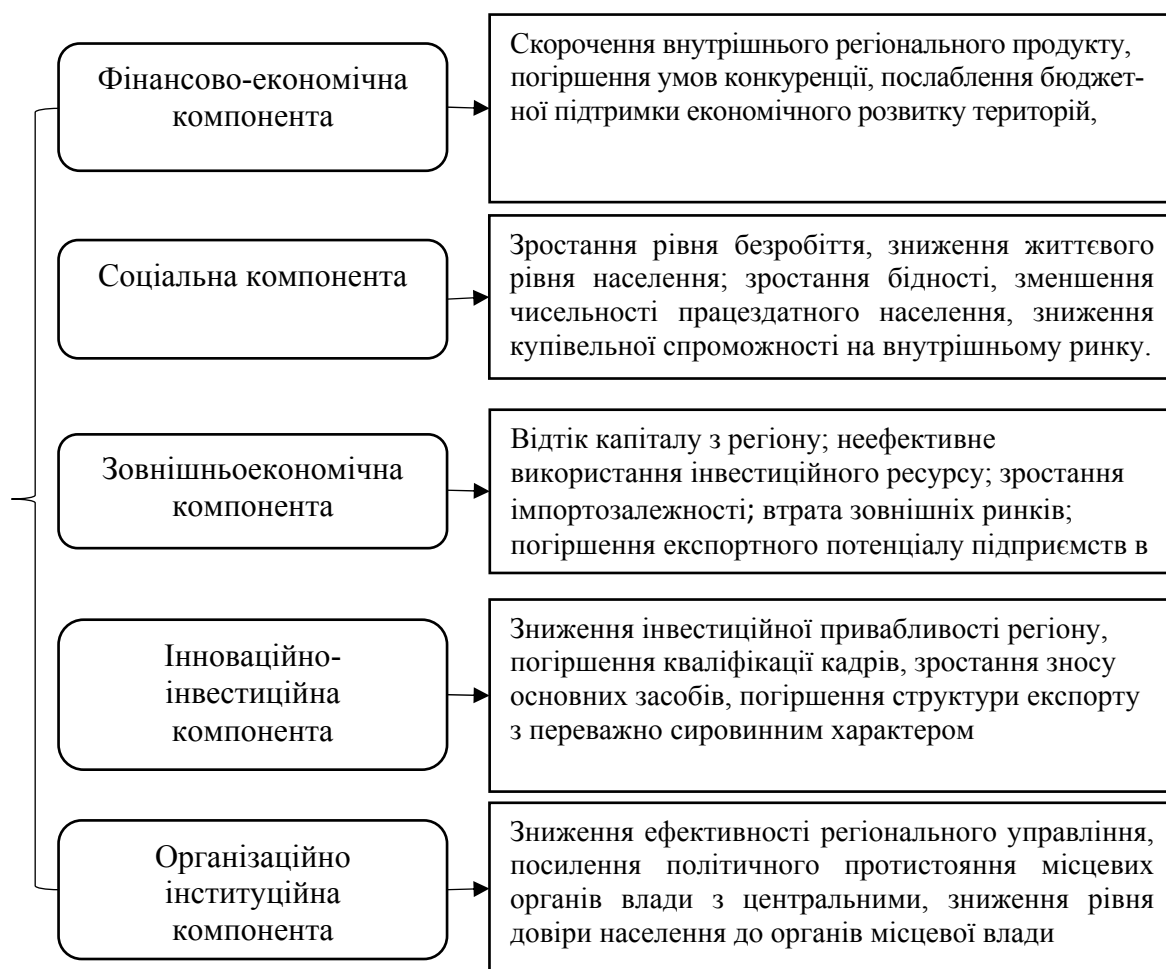 Фінансово-економічна
компонента
Скорочення внутрішнього регіонального продукту,
погіршення умов конкуренції, послаблення бюджет-
ної підтримки економічного розвитку територій,
Соціальна компонента
Зростання рівня безробіття, зниження життєвого
рівня населення; зростання бідності, зменшення
чисельності працездатного населення, зниження
купівельної спроможності на внутрішньому ринку.
Зовнішньоекономічна
компонента
Відтік капіталу з регіону; неефективне
використання інвестиційного ресурсу; зростання
імпортозалежності; втрата зовнішніх ринків;
погіршення експортного потенціалу підприємств в
Інноваційно-
інвестиційна
компонента
Зниження інвестиційної привабливості регіону,
погіршення кваліфікації кадрів, зростання зносу
основних засобів, погіршення структури експорту
з переважно сировинним характером
Організаційно
інституційна
компонента
Зниження ефективності регіонального управління,
посилення політичного протистояння місцевих
органів влади з центральними, зниження рівня
довіри населення до органів місцевої влади